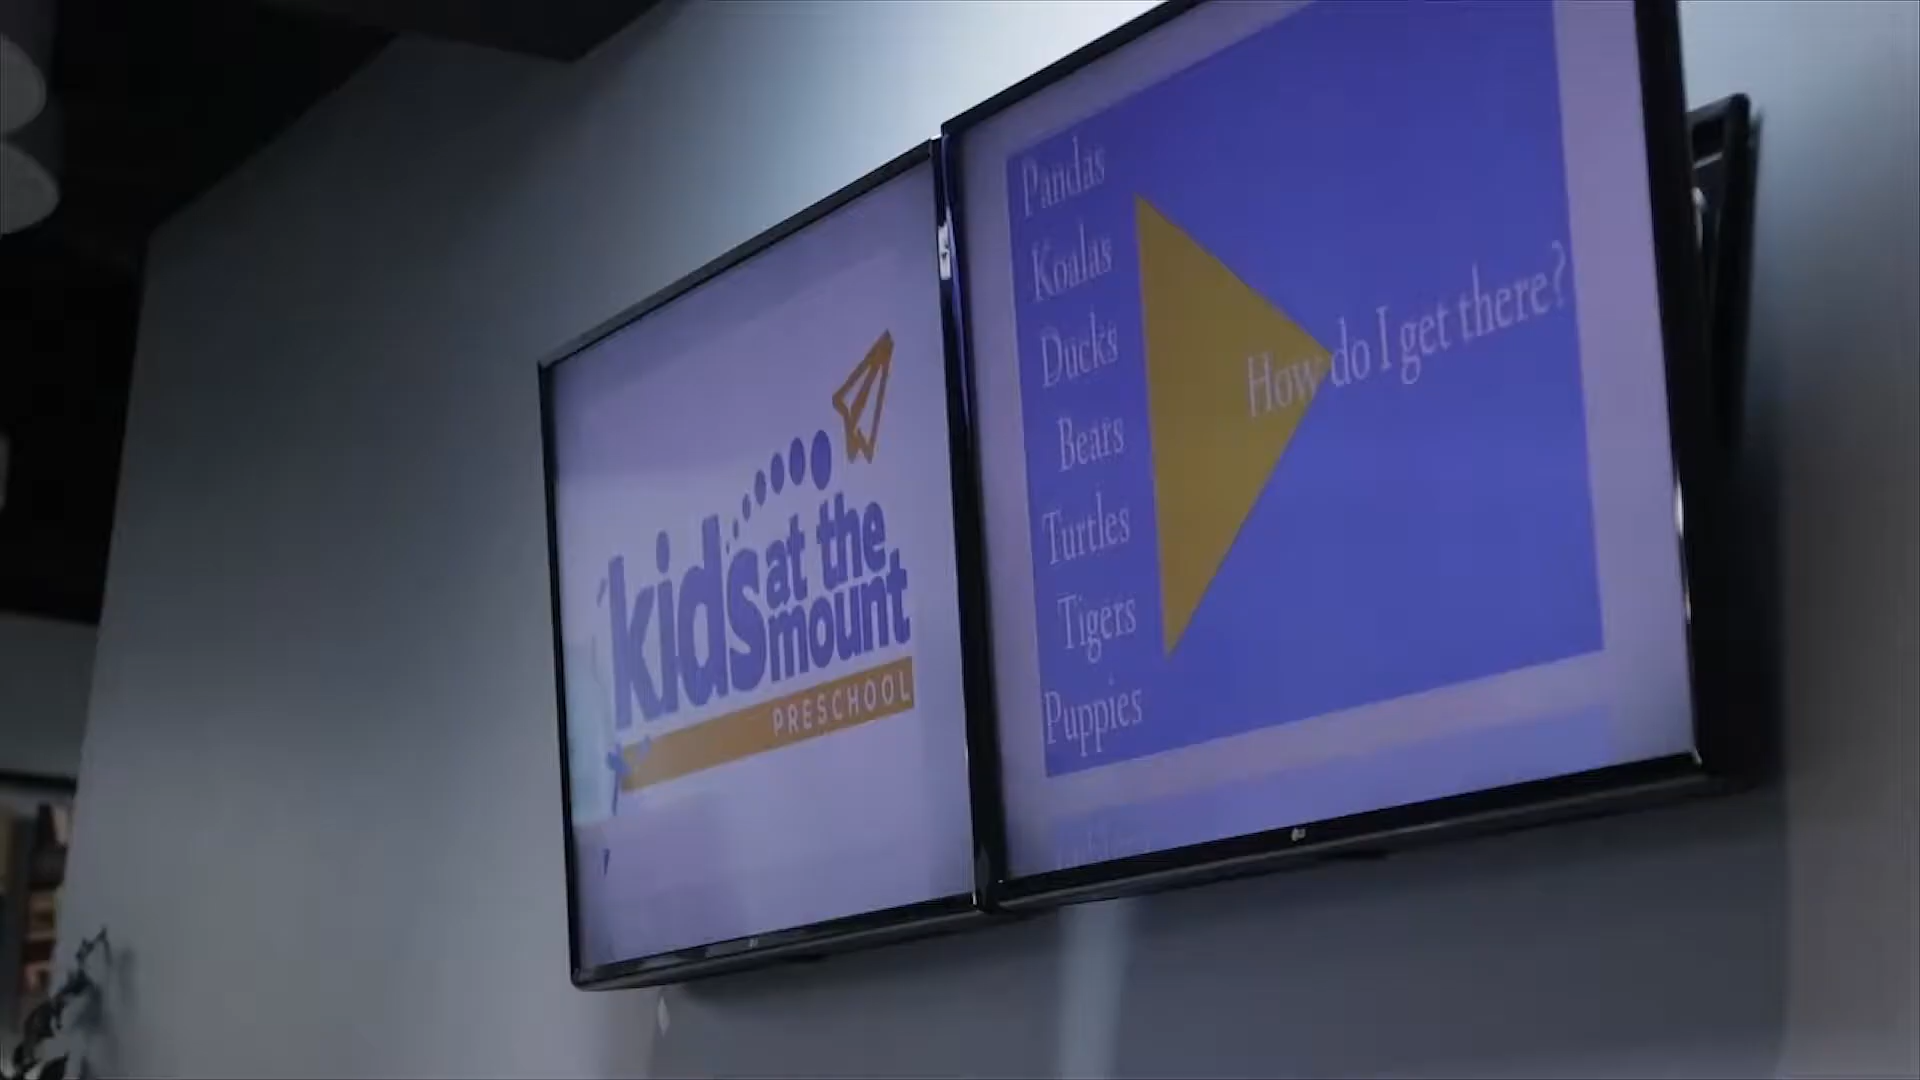 kids at the
mount
PRESCHOOL
Pandas
Koalas
Ducks
Bears
Turtles
Tigers
Puppies
How do I get there?